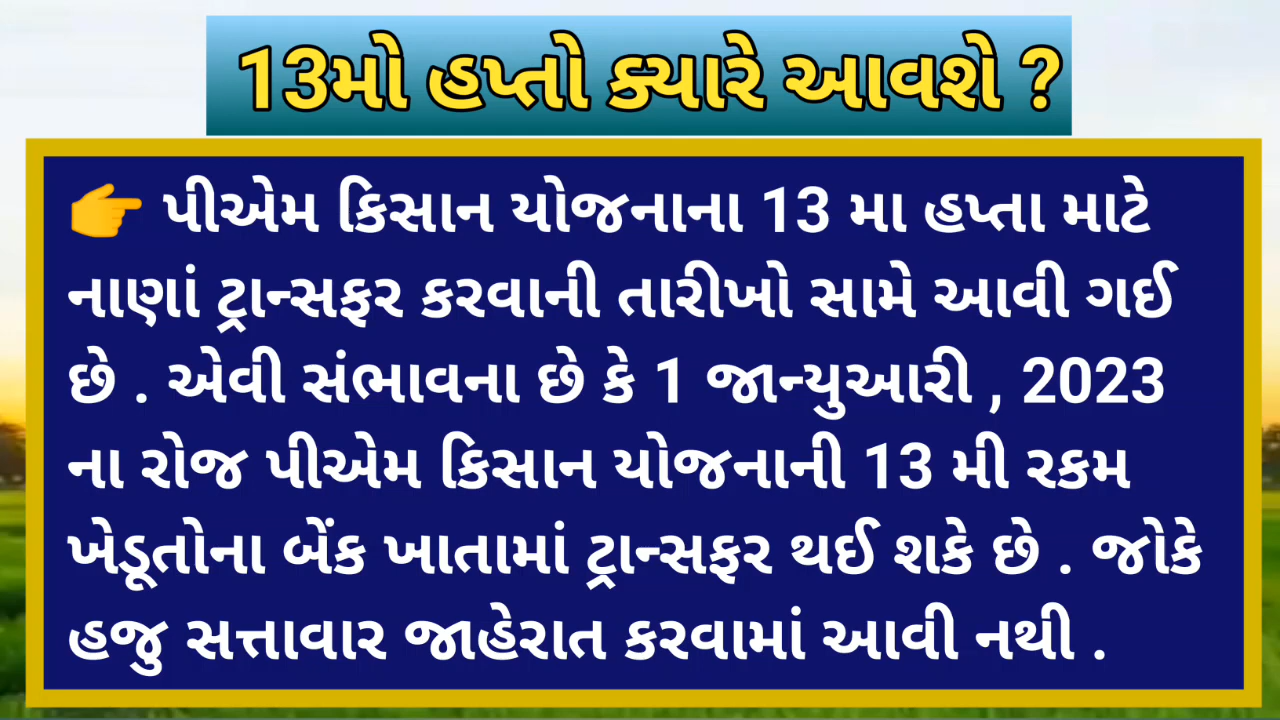 13મો હપ્તો ક્યારે આવશે ?
👉 પીએમ કિસાન યોજનાના 13 મા હપ્તા માટે
નાણાં ટ્રાન્સફર કરવાની તારીખો સામે આવી ગઈ
છે . એવી સંભાવના છે કે 1 જાન્યુઆરી , 2023
ના રોજ પીએમ કિસાન યોજનાની 13 મી રકમ
ખેડૂતોના બેંક ખાતામાં ટ્રાન્સફર થઈ શકે છે . જોકે
હજુ સત્તાવાર જાહેરાત કરવામાં આવી નથી .